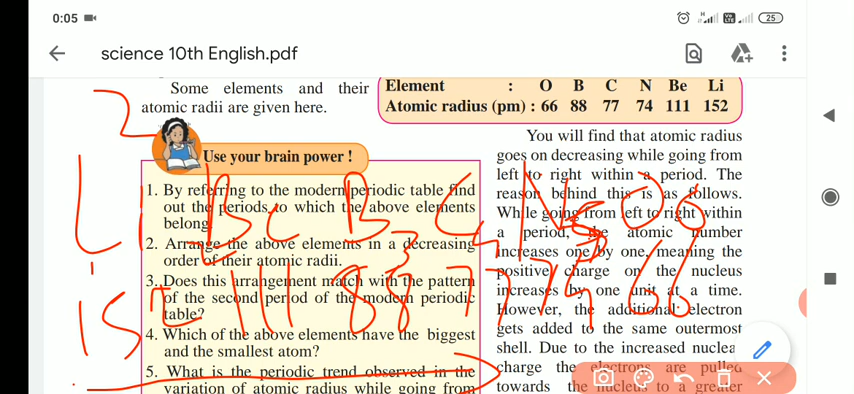 0:05 25
science 10th English.pdf
Some elements and their
atomic radii are given here.
Element : O B C N Be Li
Atomic radius (pm) : 66 88 77 74 111 152
Use your brain power !
1. By referring to the modern periodic table find
out the periods to which the above elements
belong.
2. Arrange the above elements in a decreasing
order of their atomic radii.
3. Does this arrangement match with the pattern
of the second period of the modern periodic
table?
4. Which of the above elements have the biggest
and the smallest atom?
5. What is the periodic trend observed in the
variation of atomic radius while going from
You will find that atomic radius
goes on decreasing while going from
left to right within a period. The
reason behind this is as follows.
While going from left to right within
a period, the atomic number
increases one by one, meaning the
positive charge on the nucleus
increases by one unit at a time.
However, the additional electron
gets added to the same outermost
shell. Due to the increased nuclear
charge the electrons are pulled
towards the nucleus to a greater
2
Li Be B C N O
111 88 77 74 66